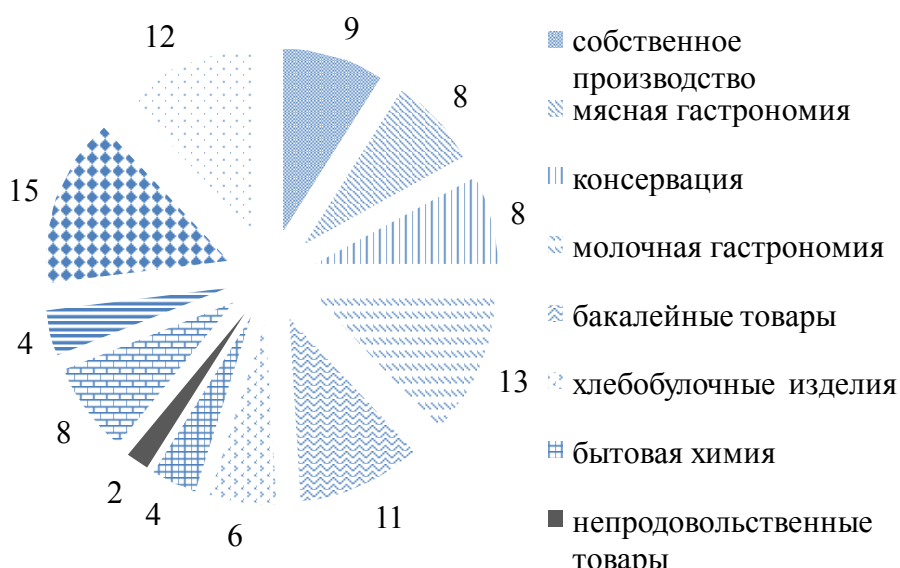 12
9
8
15
8
4
13
8
2
4
6
11
собственное
производство
мясная гастрономия
консервация
молочная гастрономия
бакалейные товары
хлебобулочные изделия
бытовая химия
непродовольственные
товары